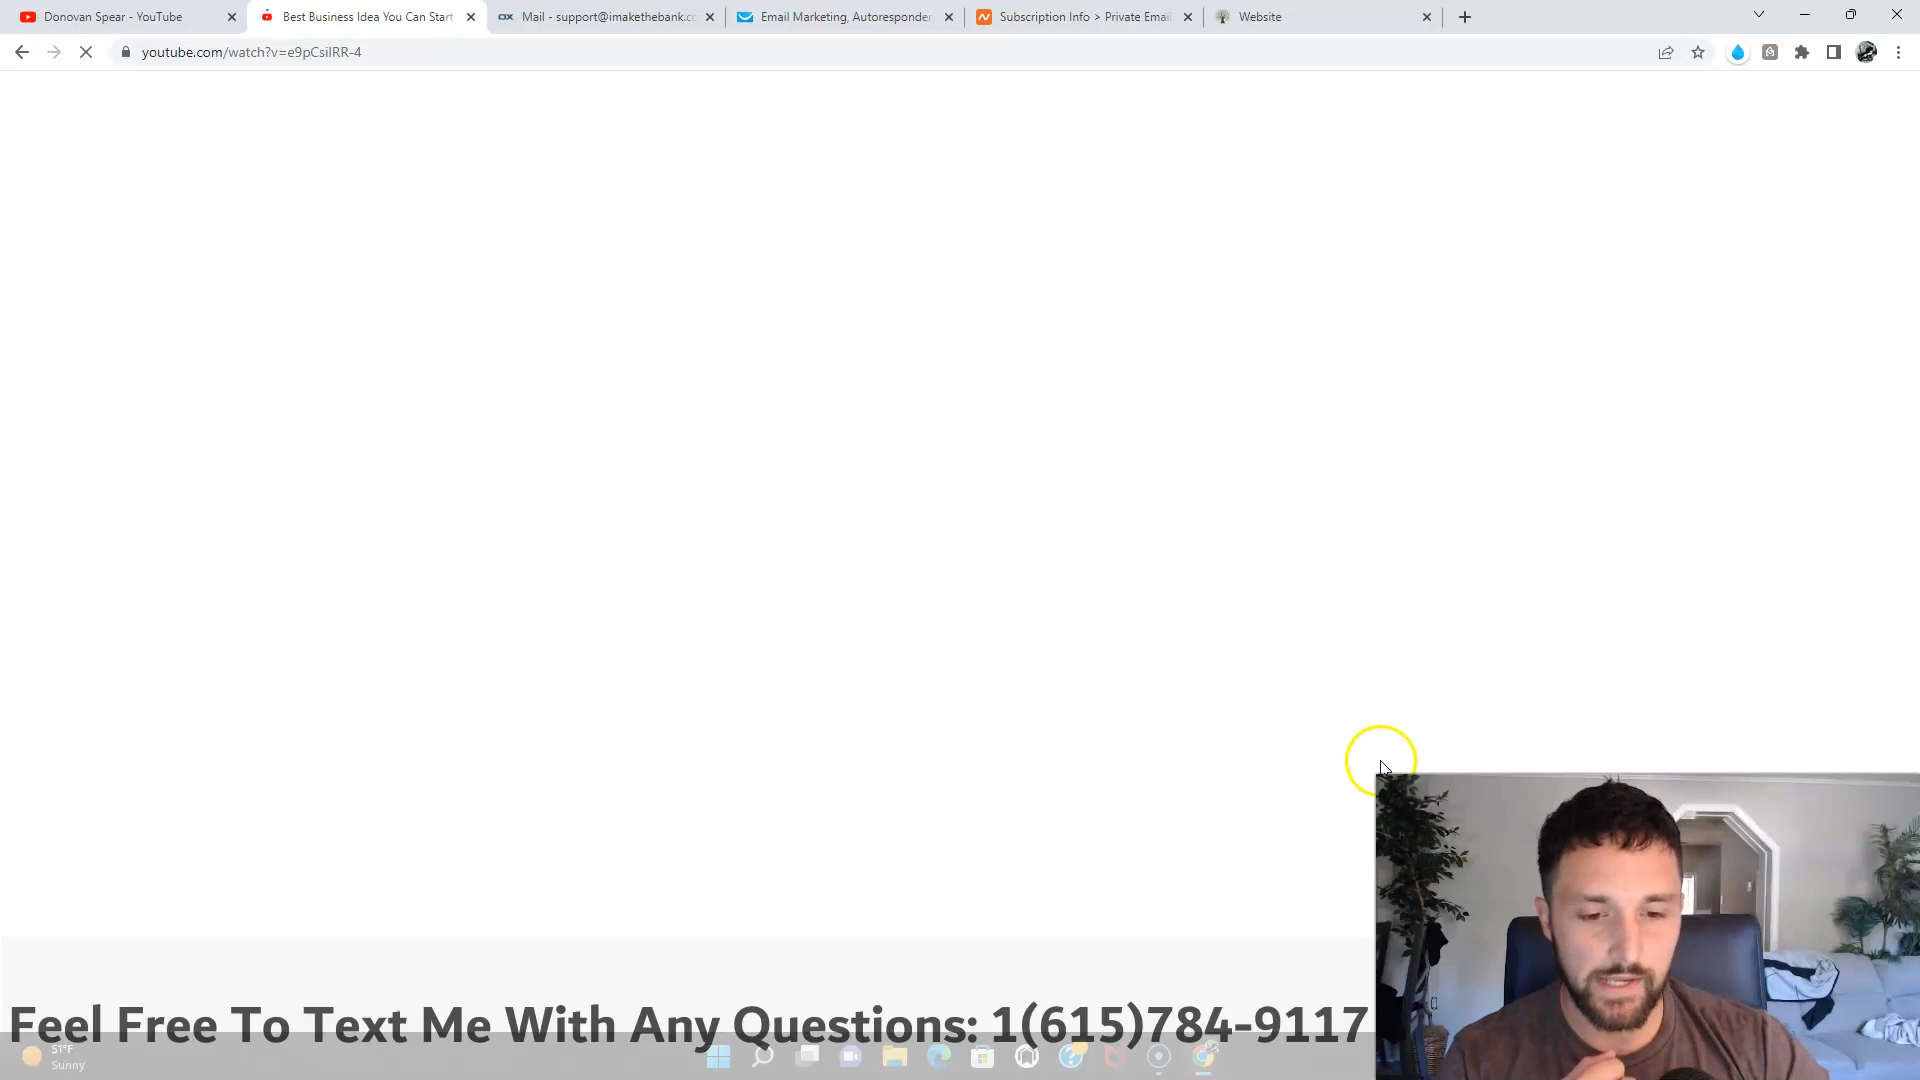 Donovan Spear - YouTube
Best Business Idea You Can Start
Mail - support@imakethebank.c
Email Marketing, Autoresponder
Subscription Info > Private Email
Website
youtube.com/watch?v=e9pCsiIRR-4
Feel Free To Text Me With Any Questions: 1(615)784-9117
51°F
Sunny